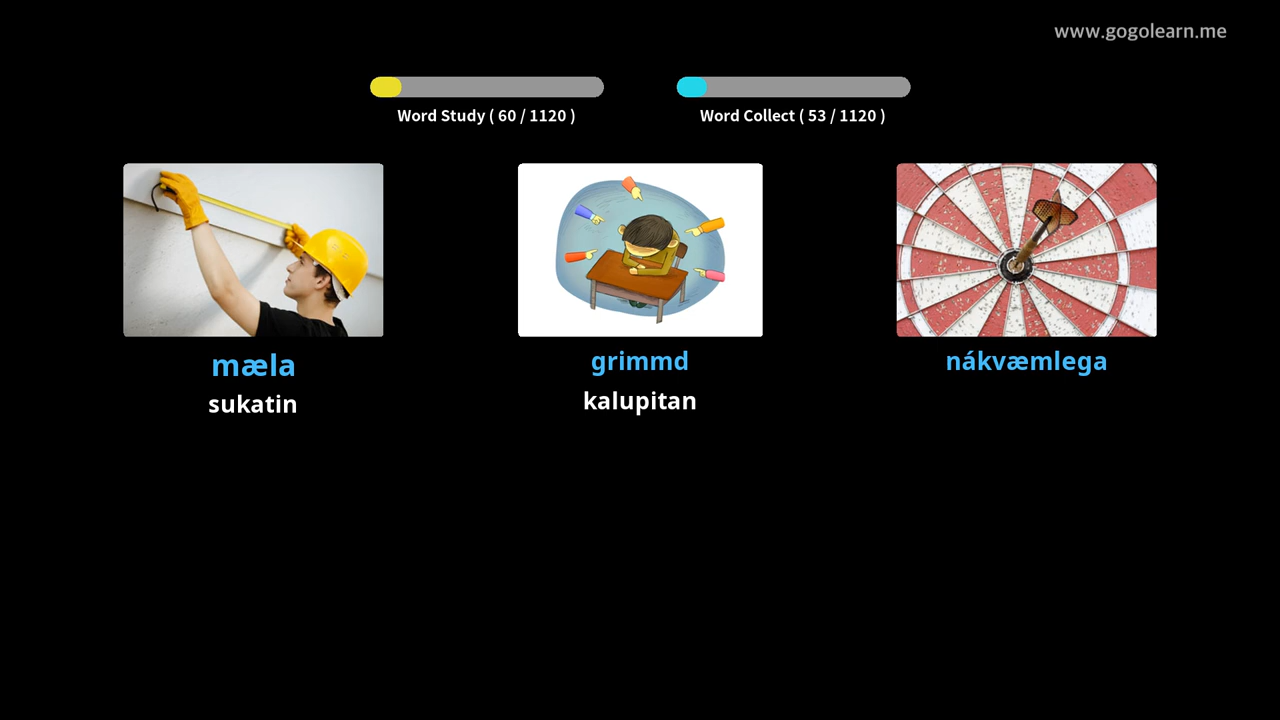 www.gogolearn.me
Word Study ( 60 / 1120 )
Word Collect ( 53 / 1120 )
mæla
sukatin
grimmd
kalupitan
nákvæmlega